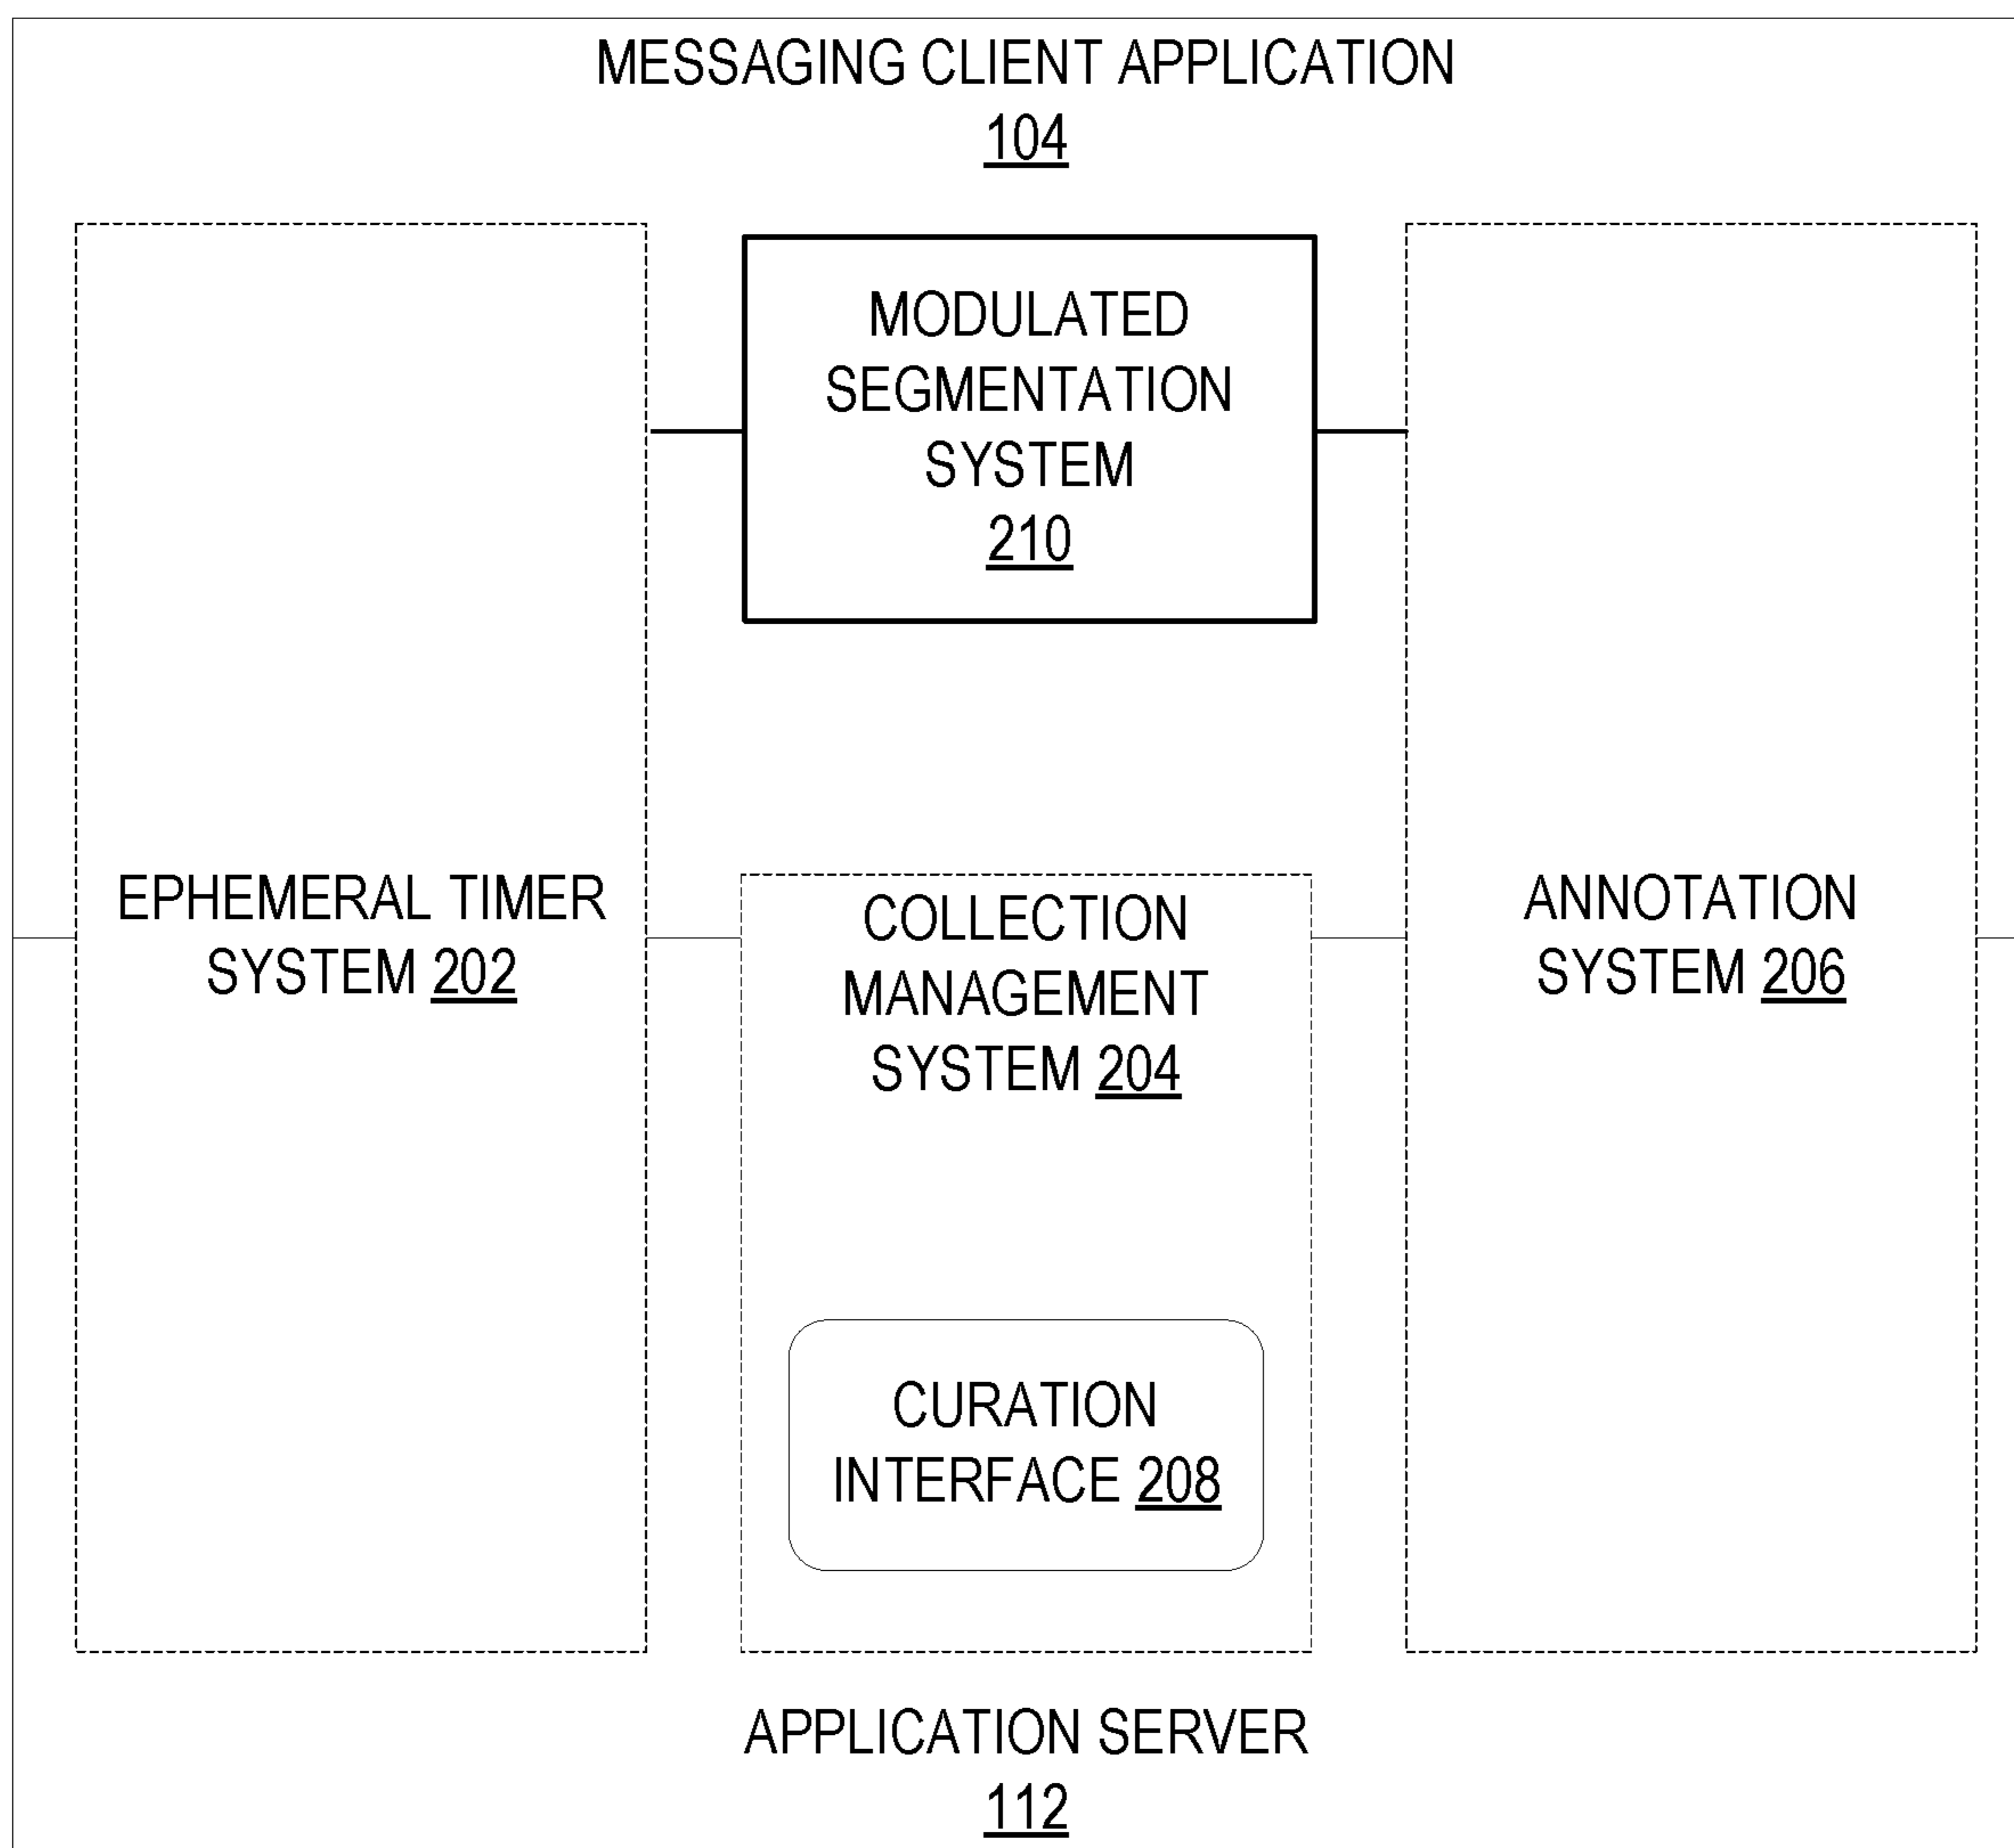 MESSAGING CLIENT APPLICATION
104
MODULATED
SEGMENTATION
SYSTEM
210
EPHEMERAL TIMER
SYSTEM 202
COLLECTION
MANAGEMENT
SYSTEM 204
ANNOTATION
SYSTEM 206
CURATION
INTERFACE 208
APPLICATION SERVER
112